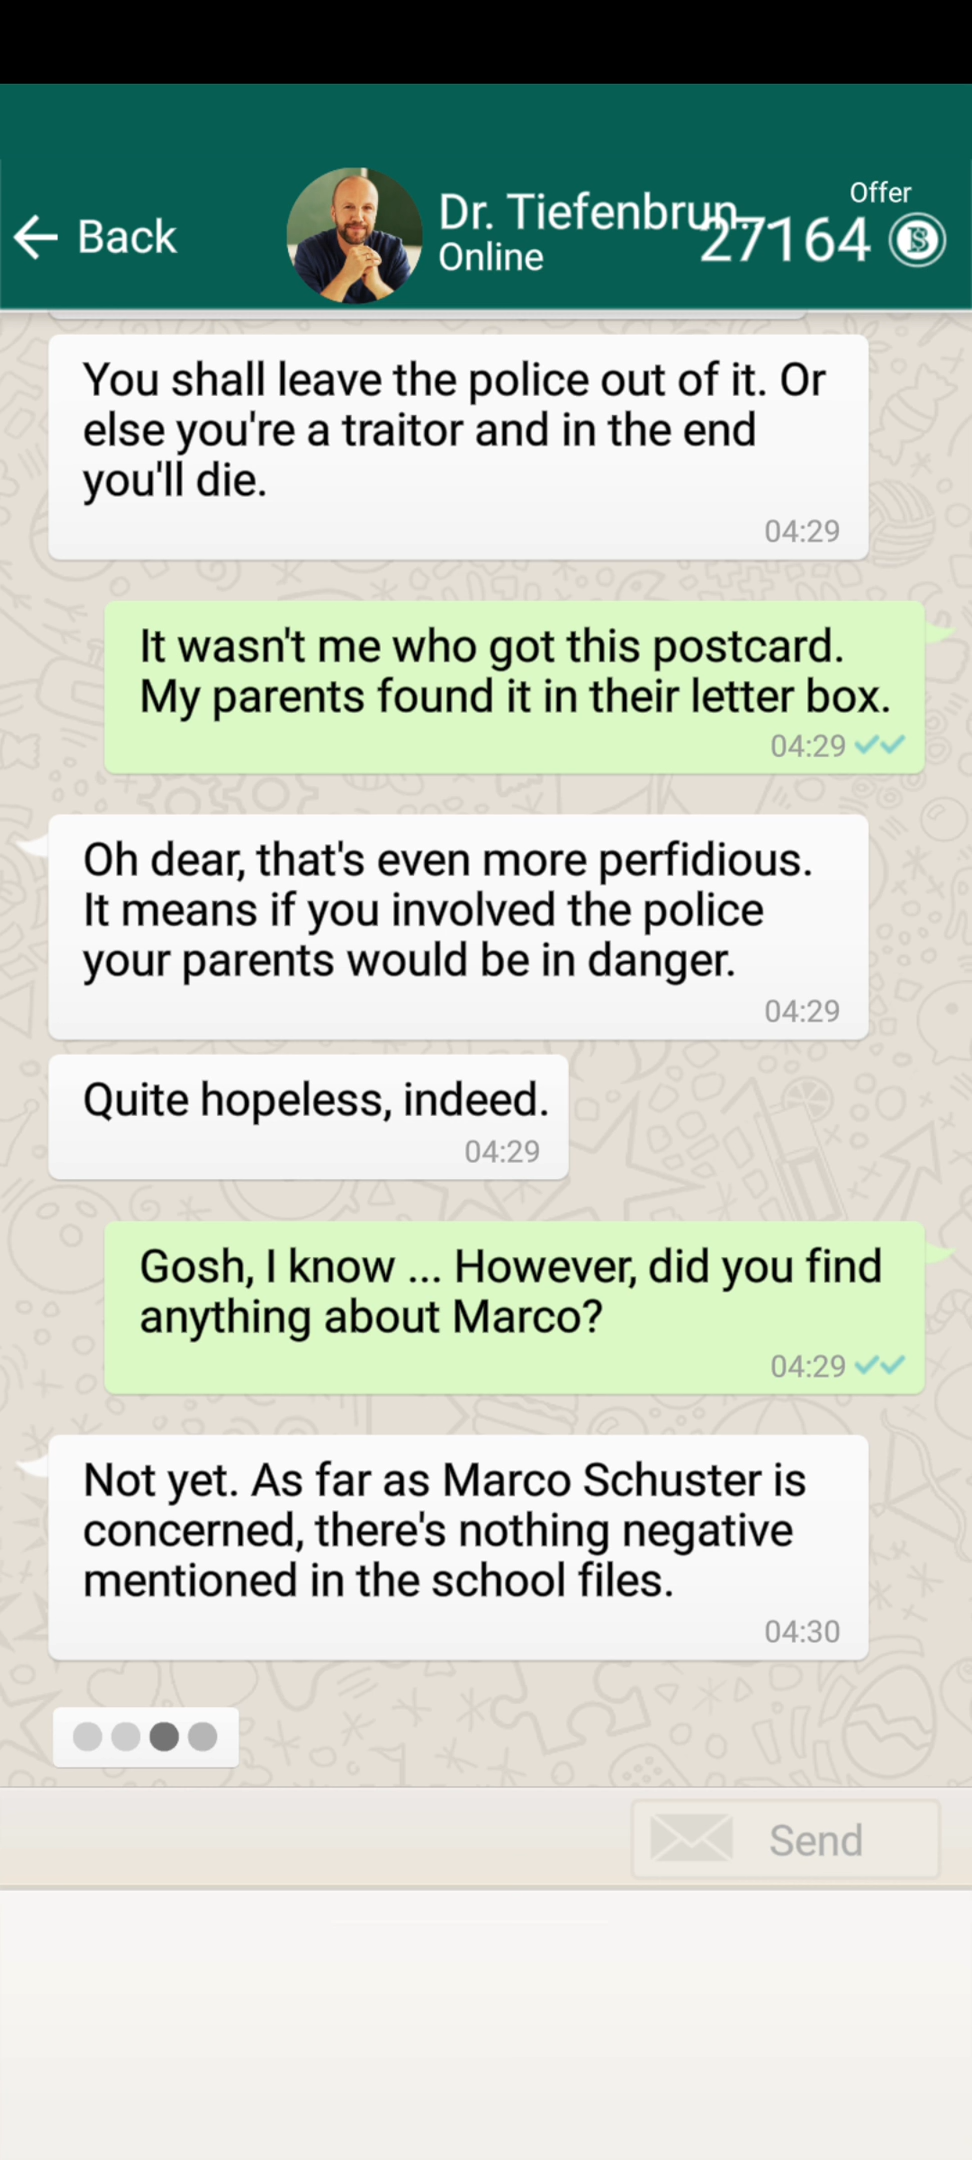 Back
Dr. Tiefenbrun..
Online
Offer
27164
You shall leave the police out of it. Or
else you're a traitor and in the end
you'll die.
04:29
It wasn't me who got this postcard.
My parents found it in their letter box.
04:29
Oh dear, that's even more perfidious.
It means if you involved the police
your parents would be in danger.
04:29
Quite hopeless, indeed.
04:29
Gosh, I know ... However, did you find
anything about Marco?
04:29
Not yet. As far as Marco Schuster is
concerned, there's nothing negative
mentioned in the school files.
04:30
Send